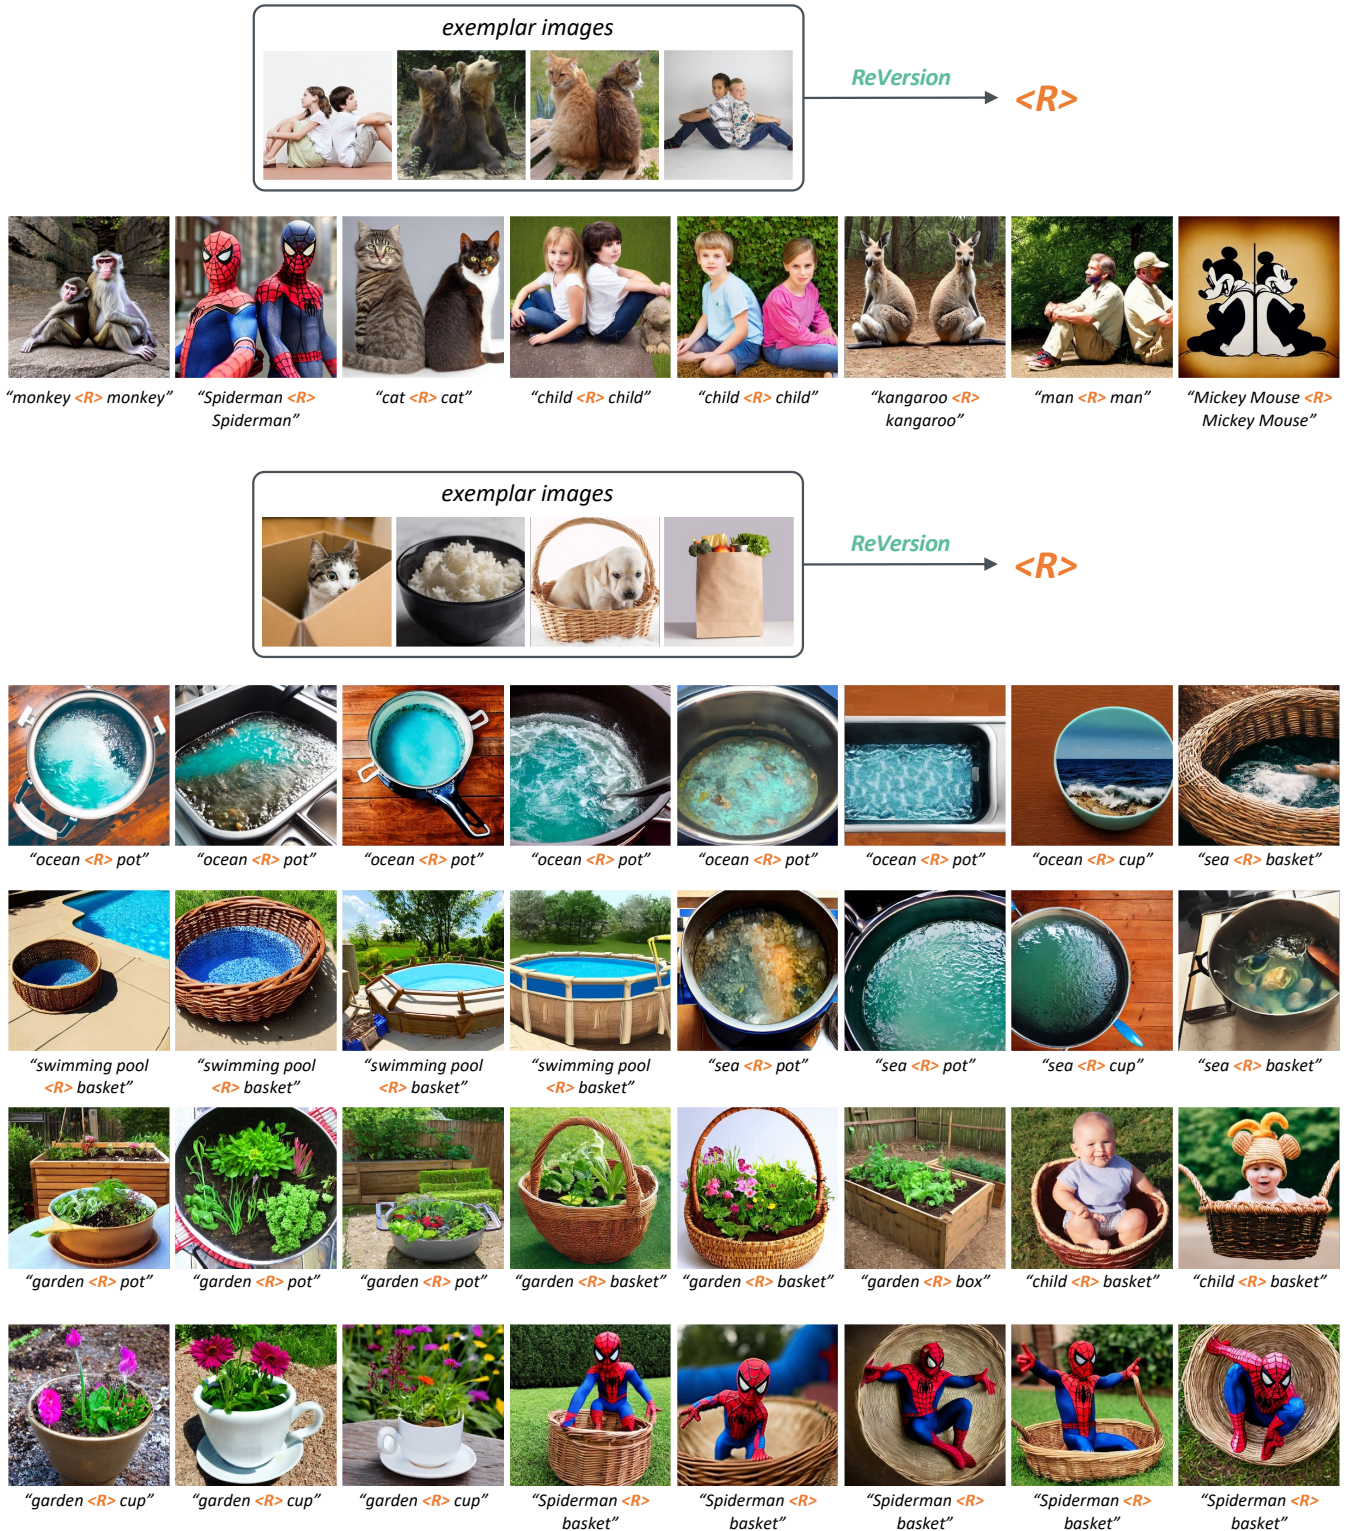 exemplar images
ReVersion
<R>
“monkey <R> monkey”
“Spiderman <R>
Spiderman”
“cat <R> cat”
“child <R> child”
“child <R> child”
“kangaroo <R>
kangaroo”
“man <R> man”
“Mickey Mouse <R>
Mickey Mouse”
exemplar images
ReVersion
<R>
“ocean <R> pot”
“ocean <R> pot”
“ocean <R> pot”
“ocean <R> pot”
“ocean <R> pot”
“ocean <R> pot”
“ocean <R> cup”
“sea <R> basket”
“swimming pool
<R> basket”
“swimming pool
<R> basket”
“swimming pool
<R> basket”
“swimming pool
<R> basket”
“sea <R> pot”
“sea <R> pot”
“sea <R> cup”
“sea <R> basket”
“garden <R> pot”
“garden <R> pot”
“garden <R> pot”
“garden <R> basket”
“garden <R> basket”
“garden <R> box”
“child <R> basket”
“child <R> basket”
“garden <R> cup”
“garden <R> cup”
“garden <R> cup”
“Spiderman <R>
basket”
“Spiderman <R>
basket”
“Spiderman <R>
basket”
“Spiderman <R>
basket”
“Spiderman <R>
basket”